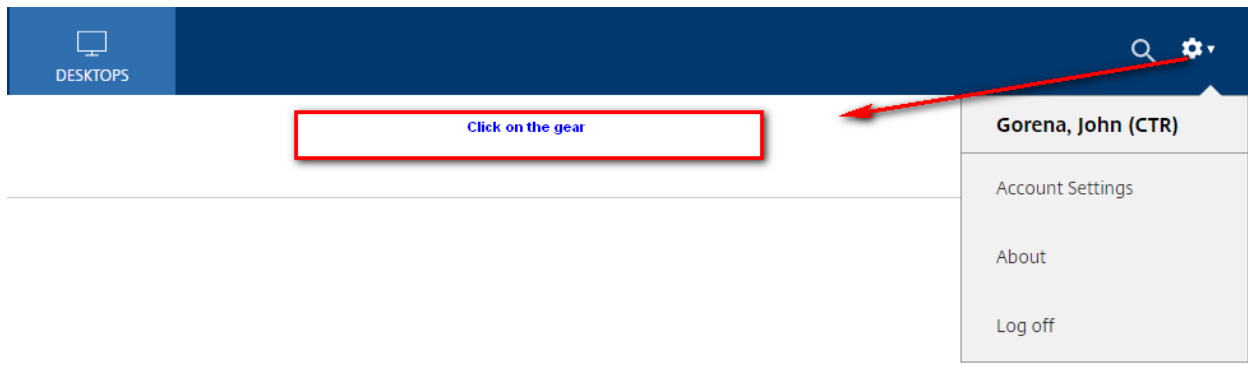 DESKTOPS
Click on the gear
Gorena, John (CTR)
Account Settings
About
Log off